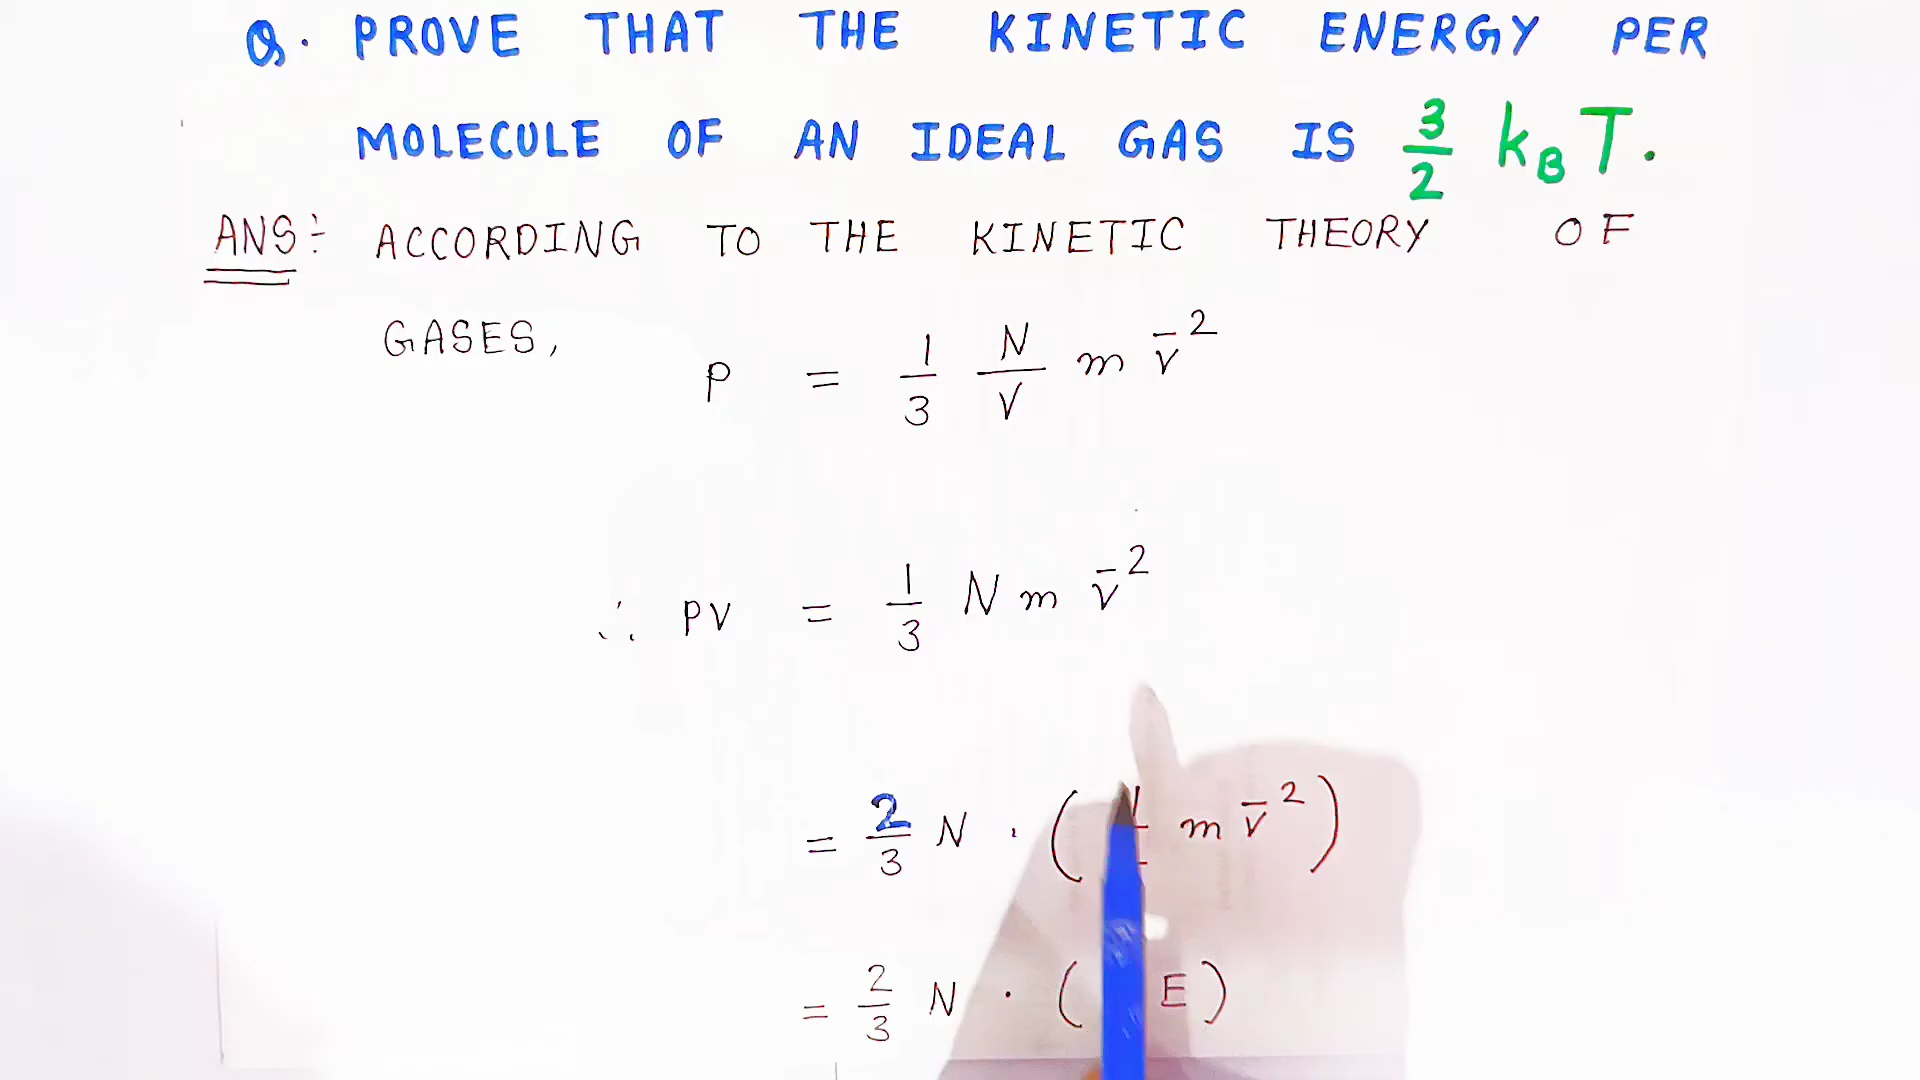 Q. PROVE THAT THE KINETIC ENERGY PER
MOLECULE OF AN IDEAL GAS IS 3/2 k_B T.
ANS:- ACCORDING TO THE KINETIC THEORY OF
GASES,
P = 1/3 N/V m v̄²
∴ PV = 1/3 N m v̄²
= 2/3 N · ( m v̄²)
= 2/3 N · ( E)